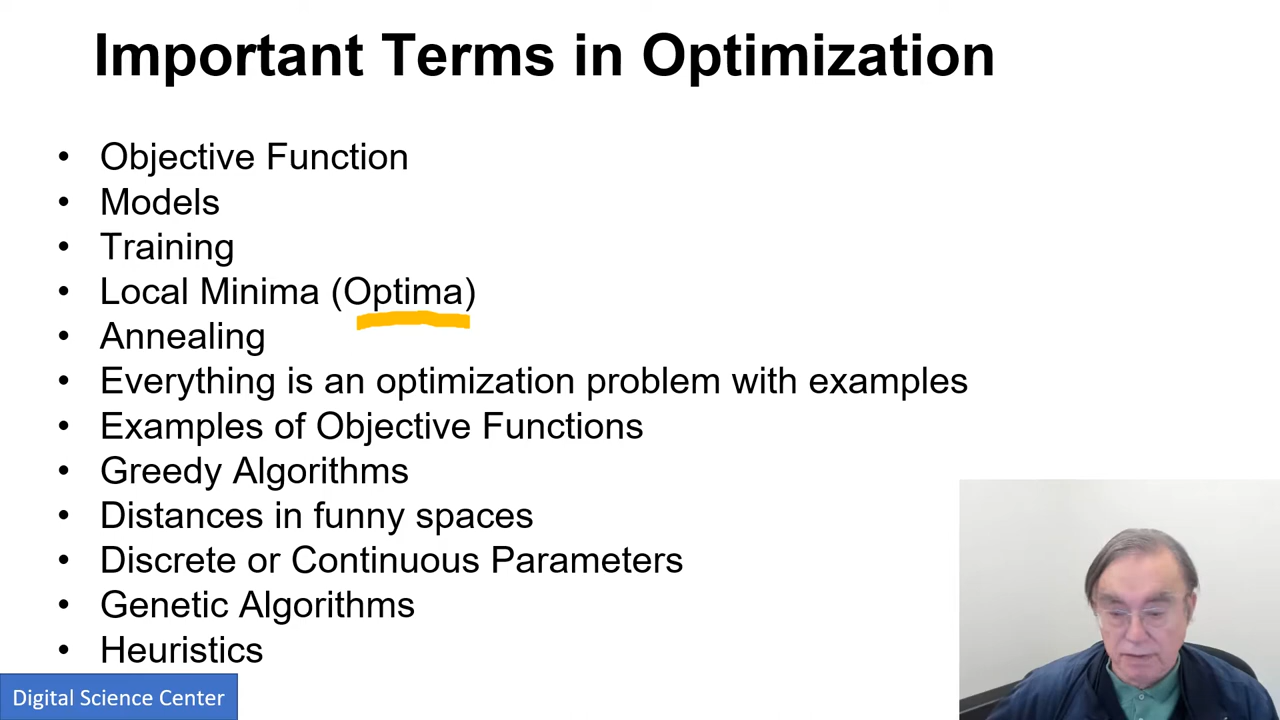 Important Terms in Optimization
• Objective Function
• Models
• Training
• Local Minima (Optima)
• Annealing
• Everything is an optimization problem with examples
• Examples of Objective Functions
• Greedy Algorithms
• Distances in funny spaces
• Discrete or Continuous Parameters
• Genetic Algorithms
• Heuristics
Digital Science Center